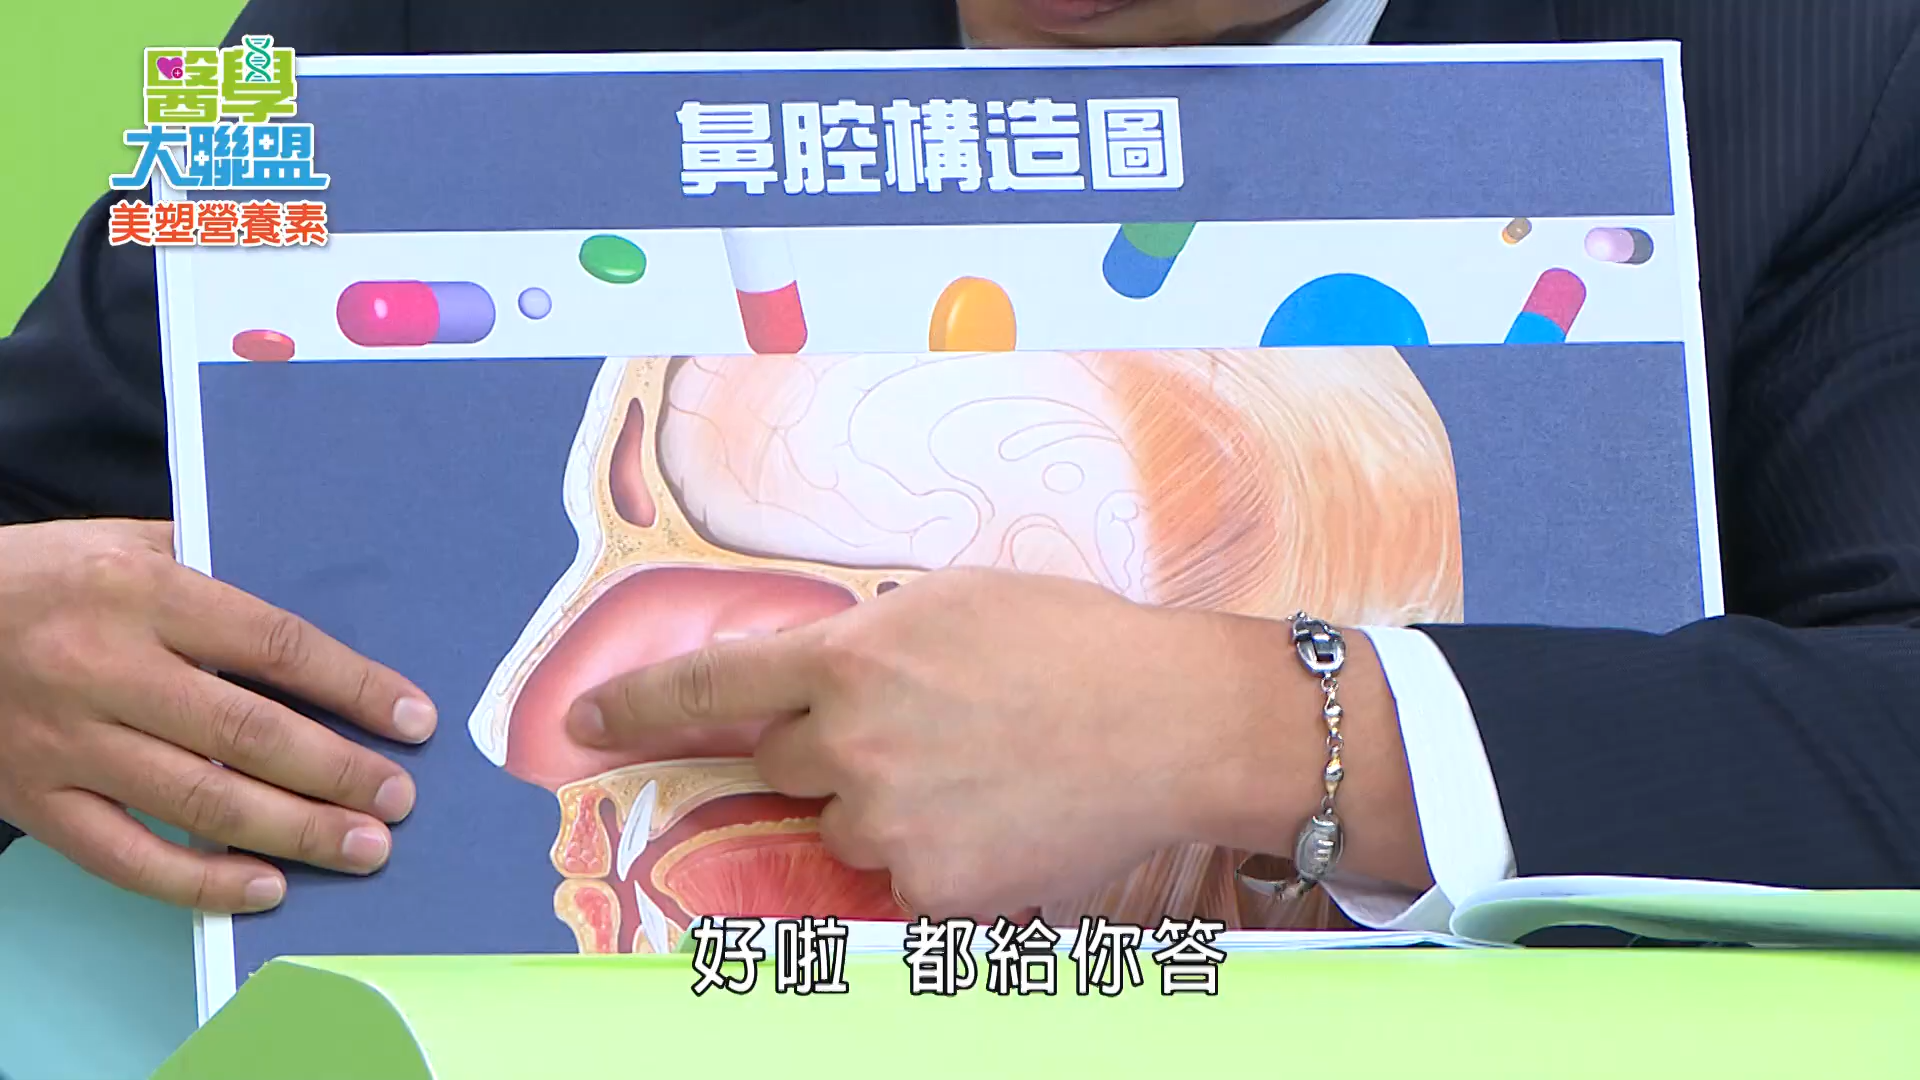 醫學
大聯盟
美塑營養素
鼻腔構造圖
好啦 都給你答